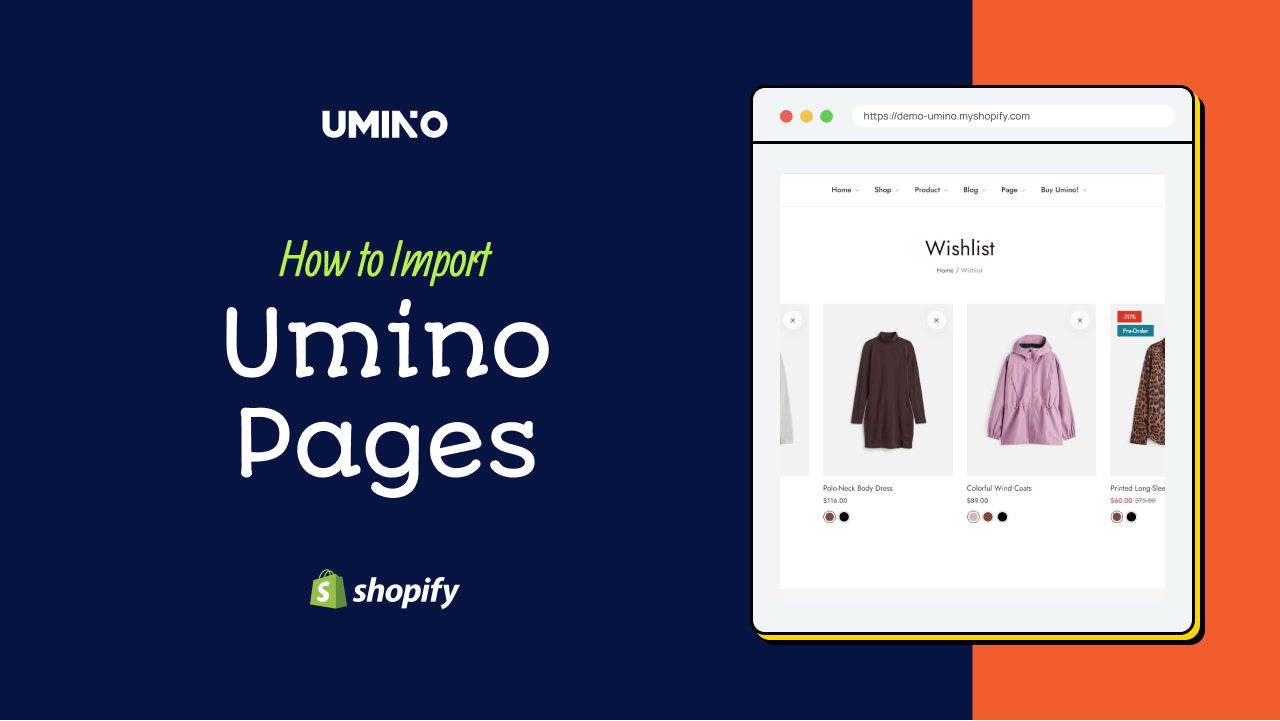 UMINO
How to Import
Umino
Pages
shopify
https://demo-umino.myshopify.com
Home Shop Product Blog Page Buy Umino!
Wishlist
Home / Wishlist
-20%
Pre-Order
Polo-Neck Body Dress
$116.00
Colorful Wind Coats
$89.00
Printed Long-Slee
$60.00 $75.00